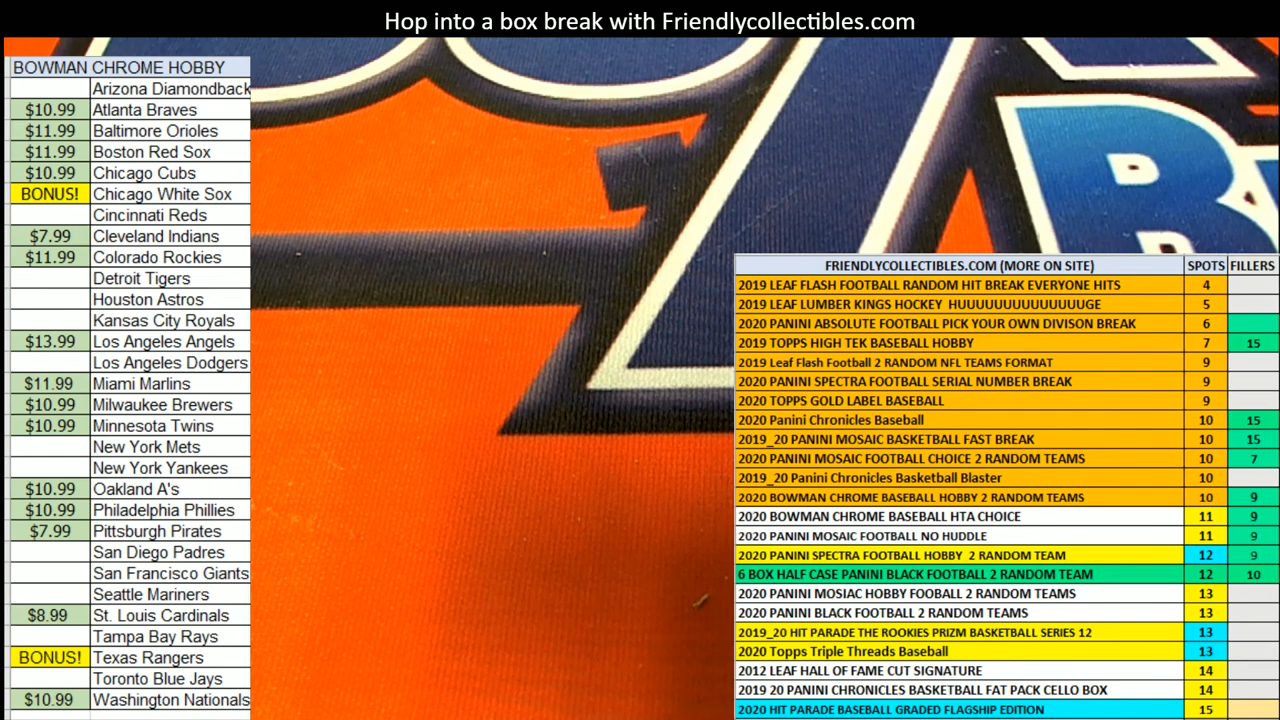 Hop into a box break with Friendlycollectibles.com
BOWMAN CHROME HOBBY
Arizona Diamondback
$10.99 Atlanta Braves
$11.99 Baltimore Orioles
$11.99 Boston Red Sox
$10.99 Chicago Cubs
BONUS! Chicago White Sox
Cincinnati Reds
$7.99 Cleveland Indians
$11.99 Colorado Rockies
Detroit Tigers
Houston Astros
Kansas City Royals
$13.99 Los Angeles Angels
Los Angeles Dodgers
$11.99 Miami Marlins
$10.99 Milwaukee Brewers
$10.99 Minnesota Twins
New York Mets
New York Yankees
$10.99 Oakland A's
$10.99 Philadelphia Phillies
$7.99 Pittsburgh Pirates
San Diego Padres
San Francisco Giants
Seattle Mariners
$8.99 St. Louis Cardinals
Tampa Bay Rays
BONUS! Texas Rangers
Toronto Blue Jays
$10.99 Washington Nationals
FRIENDLYCOLLECTIBLES.COM (MORE ON SITE) SPOTS FILLERS
2019 LEAF FLASH FOOTBALL RANDOM HIT BREAK EVERYONE HITS 4
2019 LEAF LUMBER KINGS HOCKEY HUUUUUUUUUUUUUUGE 5
2020 PANINI ABSOLUTE FOOTBALL PICK YOUR OWN DIVISON BREAK 6
2019 TOPPS HIGH TEK BASEBALL HOBBY 7 15
2019 Leaf Flash Football 2 RANDOM NFL TEAMS FORMAT 9
2020 PANINI SPECTRA FOOTBALL SERIAL NUMBER BREAK 9
2020 TOPPS GOLD LABEL BASEBALL 9
2020 Panini Chronicles Baseball 10 15
2019_20 PANINI MOSAIC BASKETBALL FAST BREAK 10 15
2020 PANINI MOSAIC FOOTBALL CHOICE 2 RANDOM TEAMS 10 7
2019_20 Panini Chronicles Basketball Blaster 10
2020 BOWMAN CHROME BASEBALL HOBBY 2 RANDOM TEAMS 10 9
2020 BOWMAN CHROME BASEBALL HTA CHOICE 11 9
2020 PANINI MOSAIC FOOTBALL NO HUDDLE 11 9
2020 PANINI SPECTRA FOOTBALL HOBBY 2 RANDOM TEAM 12 9
6 BOX HALF CASE PANINI BLACK FOOTBALL 2 RANDOM TEAM 12 10
2020 PANINI MOSIAC HOBBY FOOBALL 2 RANDOM TEAMS 13
2020 PANINI BLACK FOOTBALL 2 RANDOM TEAMS 13
2019_20 HIT PARADE THE ROOKIES PRIZM BASKETBALL SERIES 12 13
2020 Topps Triple Threads Baseball 13
2012 LEAF HALL OF FAME CUT SIGNATURE 14
2019 20 PANINI CHRONICLES BASKETBALL FAT PACK CELLO BOX 14
2020 HIT PARADE BASEBALL GRADED FLAGSHIP EDITION 15